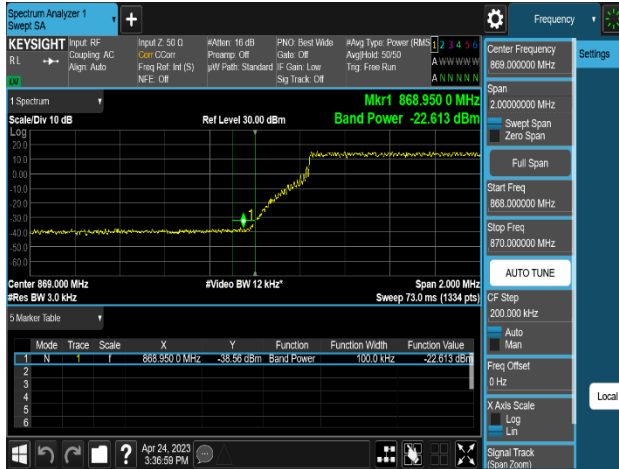 Spectrum Analyzer 1
Swept SA
+
Frequency
KEYSIGHT
RL
Input: RF
Coupling: AC
Align: Auto
Input Z: 50 Ω
Corr CCorr
Freq Ref: Int (S)
NFE: Off
#Atten: 16 dB
Preamp: Off
µW Path: Standard
PNO: Best Wide
Gate: Off
IF Gain: Low
Sig Track: Off
#Avg Type: Power (RMS
Avg|Hold: 50/50
Trig: Free Run
1 2 3 4 5 6
A WWWWW
A N N N N N
Center Frequency
869.000000 MHz
Settings
Span
2.00000000 MHz
Swept Span
Zero Span
Full Span
Start Freq
868.000000 MHz
Stop Freq
870.000000 MHz
AUTO TUNE
CF Step
200.000 kHz
Auto
Man
Freq Offset
0 Hz
X Axis Scale
Log
Lin
Signal Track
(Span Zoom)
Local
1 Spectrum
Scale/Div 10 dB
Ref Level 30.00 dBm
Mkr1 868.950 0 MHz
Band Power -22.613 dBm
Log
20.0
10.0
0.00
-10.0
-20.0
-30.0
-40.0
-50.0
-60.0
1
Center 869.000 MHz
#Video BW 12 kHz*
Span 2.000 MHz
#Res BW 3.0 kHz
Sweep 73.0 ms (1334 pts)
5 Marker Table
Mode Trace Scale X Y Function Function Width Function Value
1 N 1 f 868.950 0 MHz -38.56 dBm Band Power 100.0 kHz -22.613 dBm
2
3
4
5
6
?
Apr 24, 2023
3:36:59 PM